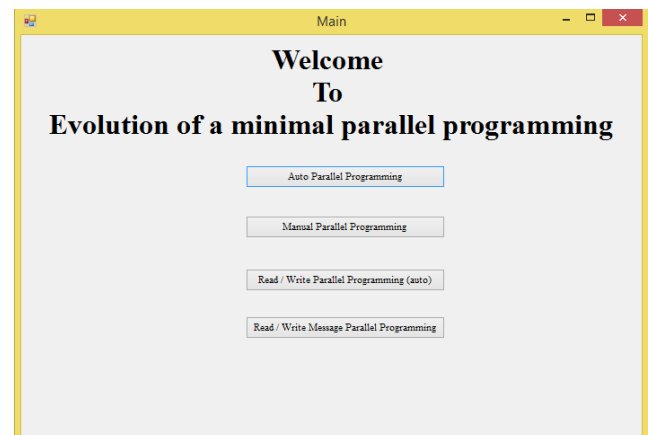 Main
Welcome
To
Evolution of a minimal parallel programming
Auto Parallel Programming
Manual Parallel Programming
Read / Write Parallel Programming (auto)
Read / Write Message Parallel Programming